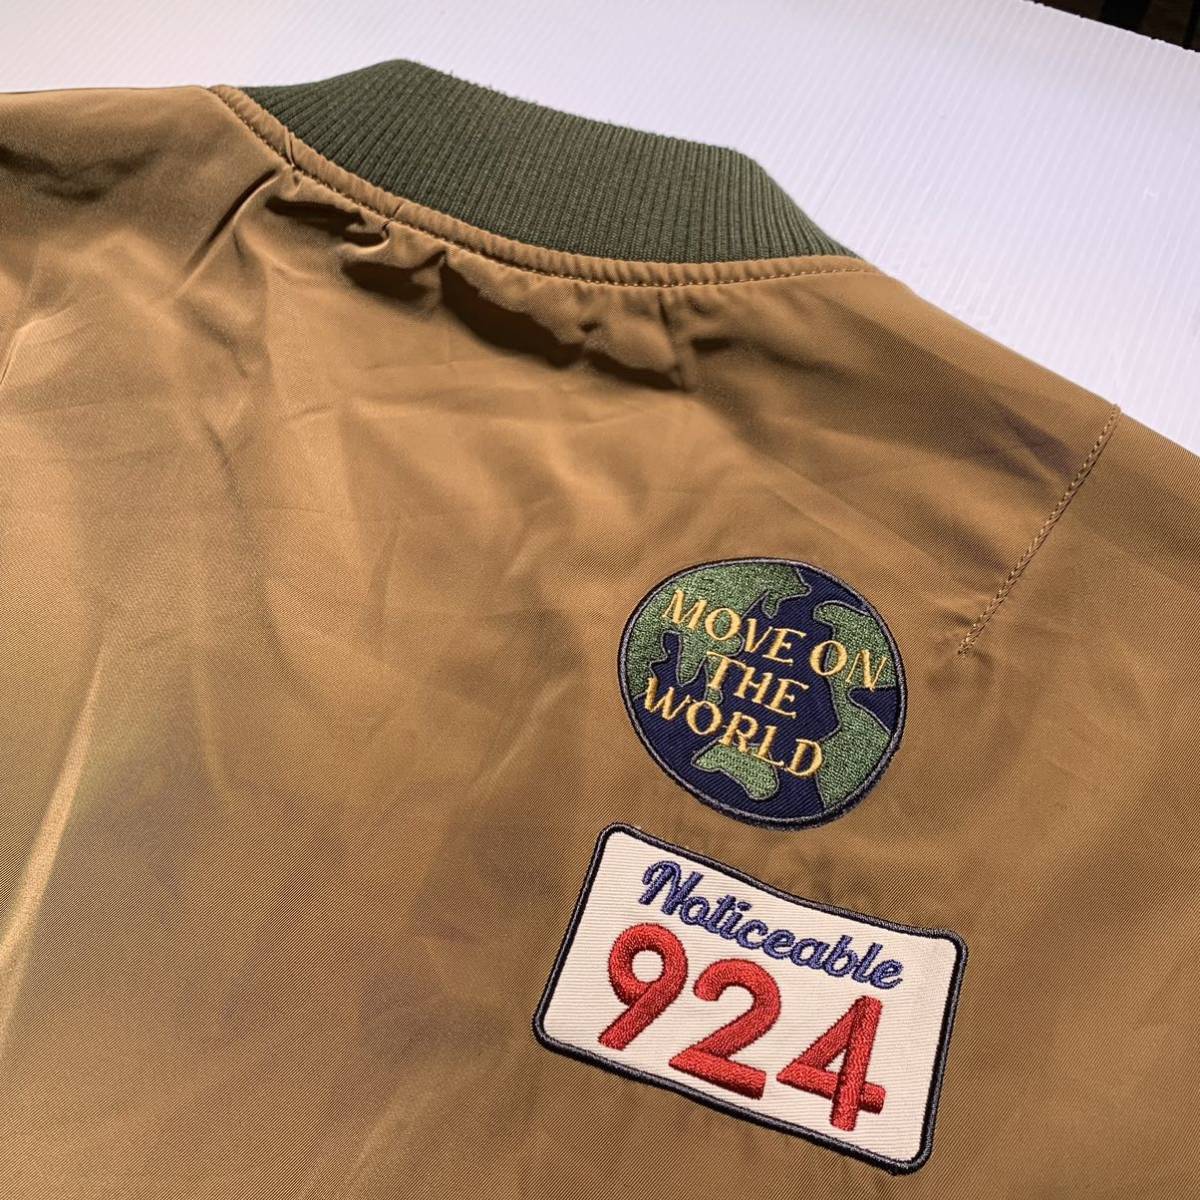 MOVE ON
THE
WORLD
Noticeable
924